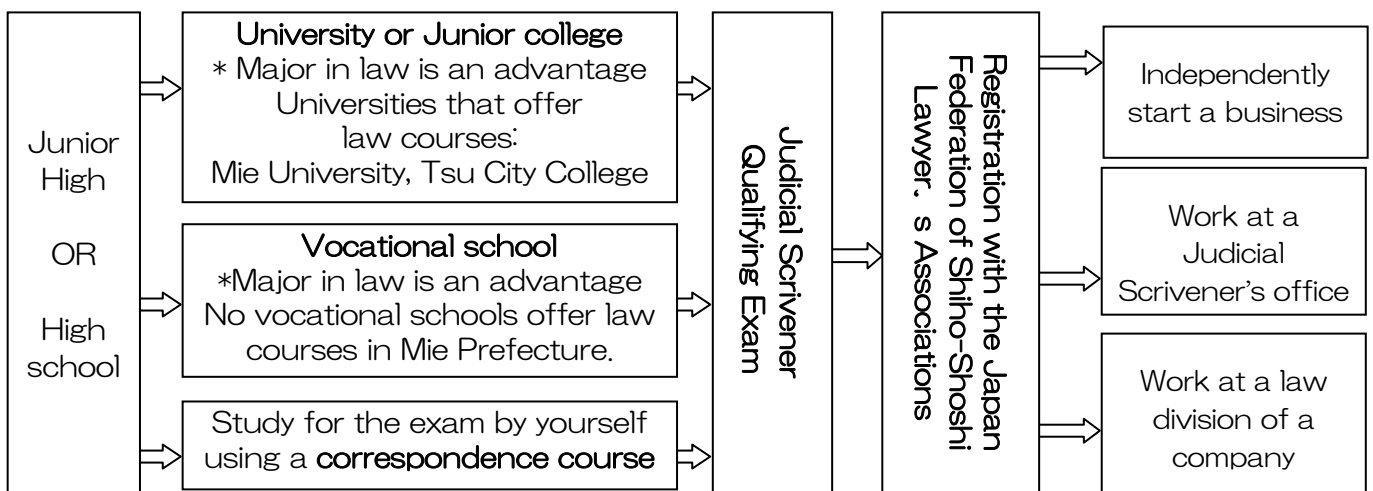 Junior
High
OR
High
school
University or Junior college
* Major in law is an advantage
Universities that offer
law courses:
Mie University, Tsu City College
Vocational school
*Major in law is an advantage
No vocational schools offer law
courses in Mie Prefecture.
Study for the exam by yourself
using a correspondence course
Judicial Scrivener
Qualifying Exam
Registration with the Japan
Federation of Shiho-Shoshi
Lawyer. s Associations
Independently
start a business
Work at a
Judicial
Scrivener's office
Work at a law
division of a
company